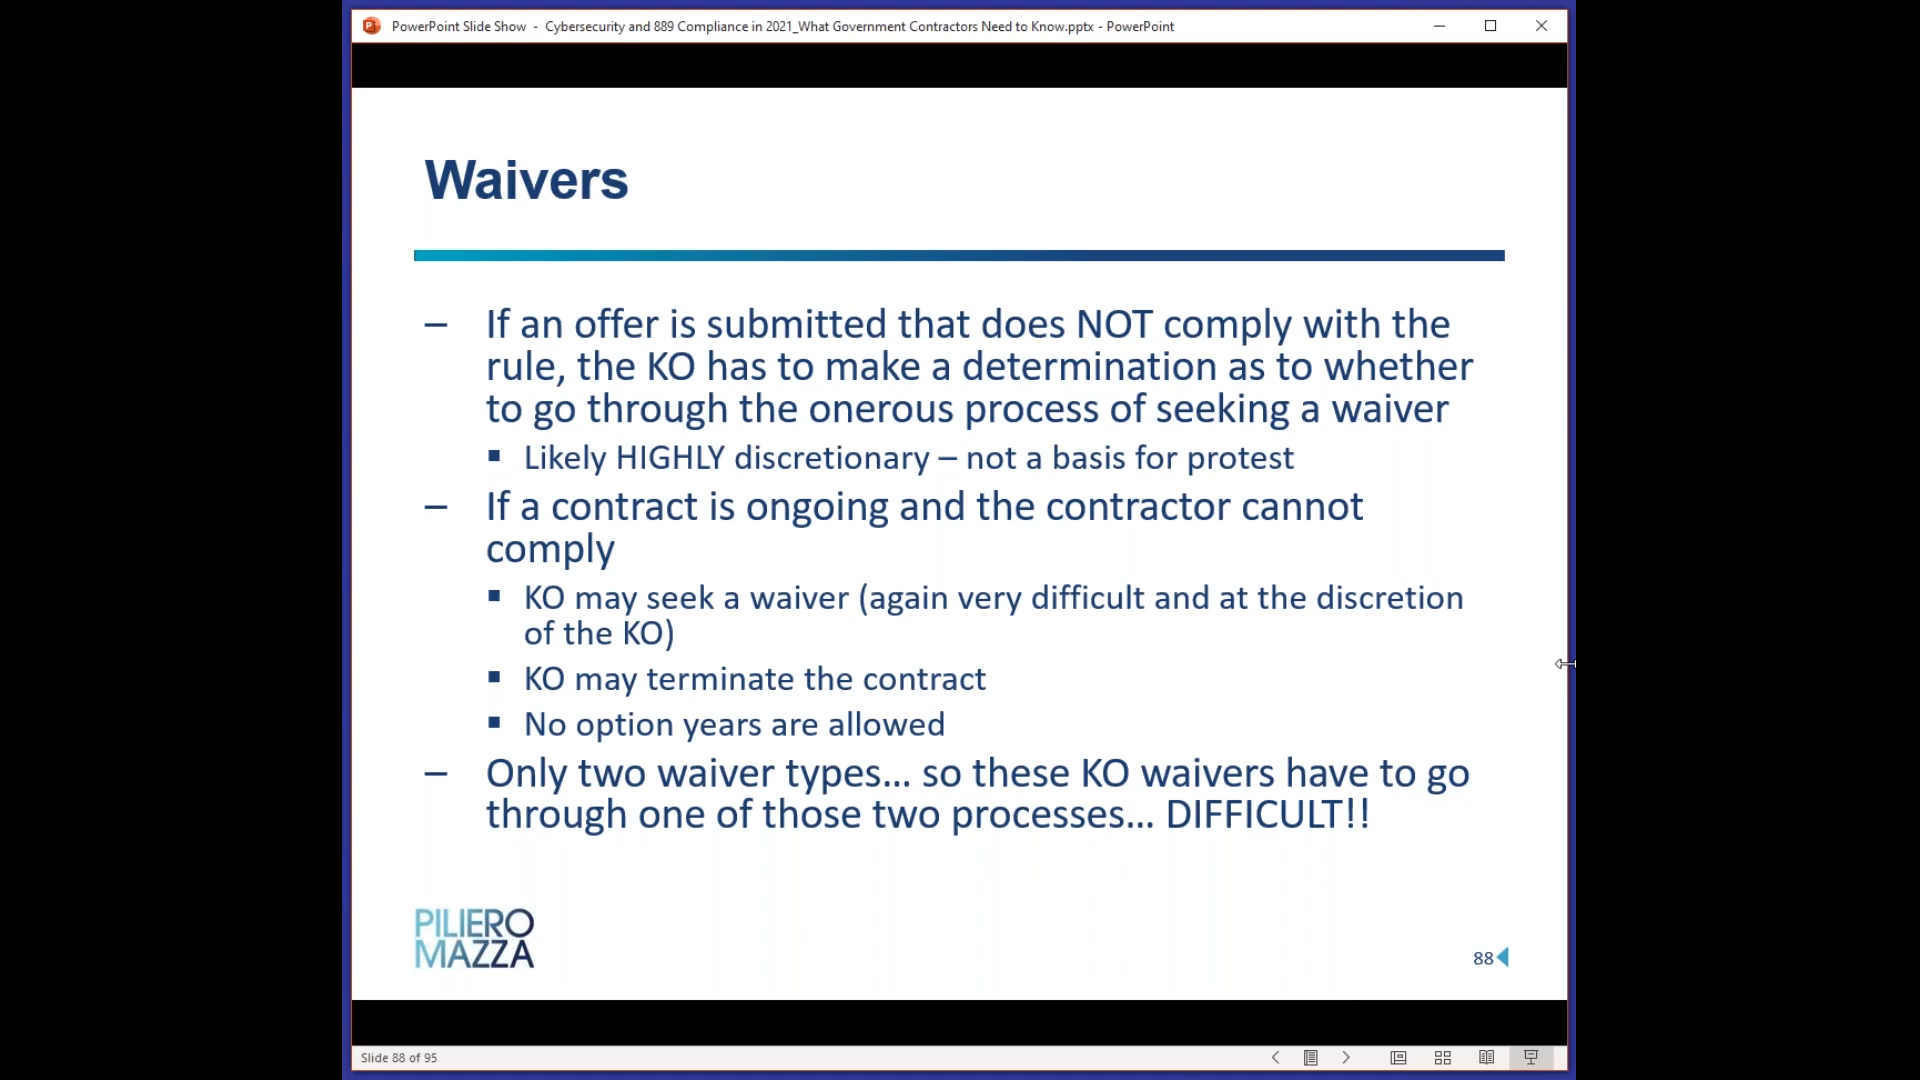 PowerPoint Slide Show - Cybersecurity and 889 Compliance in 2021_What Government Contractors Need to Know.pptx - PowerPoint
Waivers
– If an offer is submitted that does NOT comply with the
rule, the KO has to make a determination as to whether
to go through the onerous process of seeking a waiver
▪ Likely HIGHLY discretionary – not a basis for protest
– If a contract is ongoing and the contractor cannot
comply
▪ KO may seek a waiver (again very difficult and at the discretion
of the KO)
▪ KO may terminate the contract
▪ No option years are allowed
– Only two waiver types... so these KO waivers have to go
through one of those two processes... DIFFICULT!!
PILIERO
MAZZA
88
Slide 88 of 95